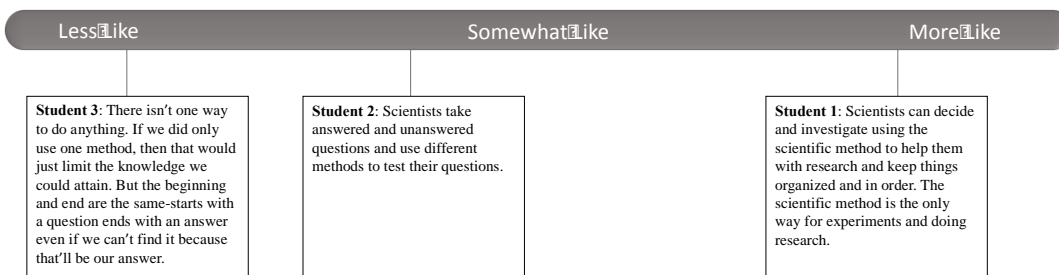 Less Like
Somewhat Like
More Like
Student 3: There isn't one way
to do anything. If we did only
use one method, then that would
just limit the knowledge we
could attain. But the beginning
and end are the same-starts with
a question ends with an answer
even if we can't find it because
that'll be our answer.
Student 2: Scientists take
answered and unanswered
questions and use different
methods to test their questions.
Student 1: Scientists can decide
and investigate using the
scientific method to help them
with research and keep things
organized and in order. The
scientific method is the only
way for experiments and doing
research.